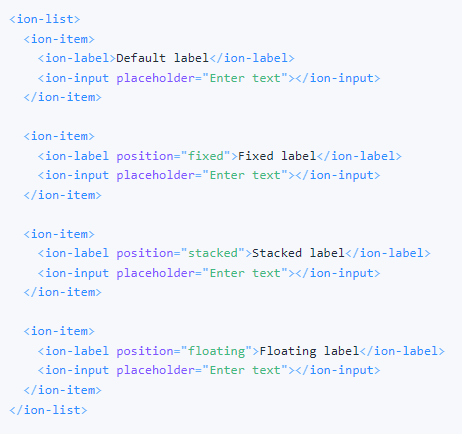 <ion-list>
  <ion-item>
    <ion-label>Default label</ion-label>
    <ion-input placeholder="Enter text"></ion-input>
  </ion-item>

  <ion-item>
    <ion-label position="fixed">Fixed label</ion-label>
    <ion-input placeholder="Enter text"></ion-input>
  </ion-item>

  <ion-item>
    <ion-label position="stacked">Stacked label</ion-label>
    <ion-input placeholder="Enter text"></ion-input>
  </ion-item>

  <ion-item>
    <ion-label position="floating">Floating label</ion-label>
    <ion-input placeholder="Enter text"></ion-input>
  </ion-item>
</ion-list>